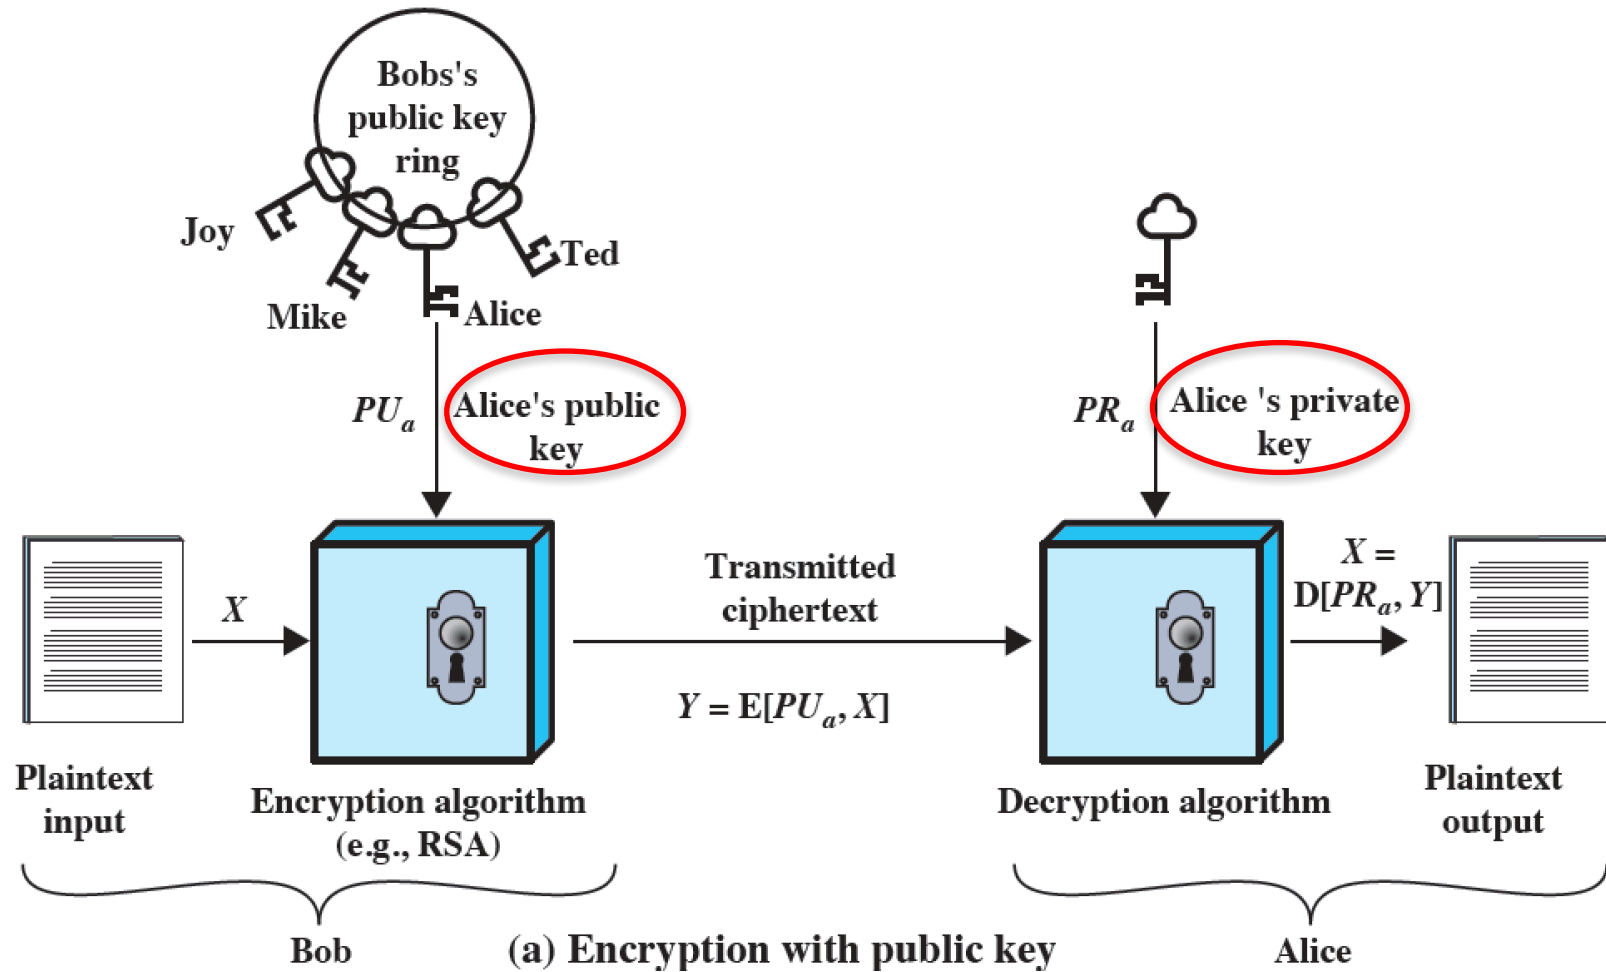 Bobs's
public key
ring
Joy
Ted
Mike
Alice
PUa
Alice's public
key
PRa
Alice 's private
key
X
Transmitted
ciphertext
X =
D[PRa, Y]
Y = E[PUa, X]
Plaintext
input
Encryption algorithm
(e.g., RSA)
Decryption algorithm
Plaintext
output
Bob
(a) Encryption with public key
Alice